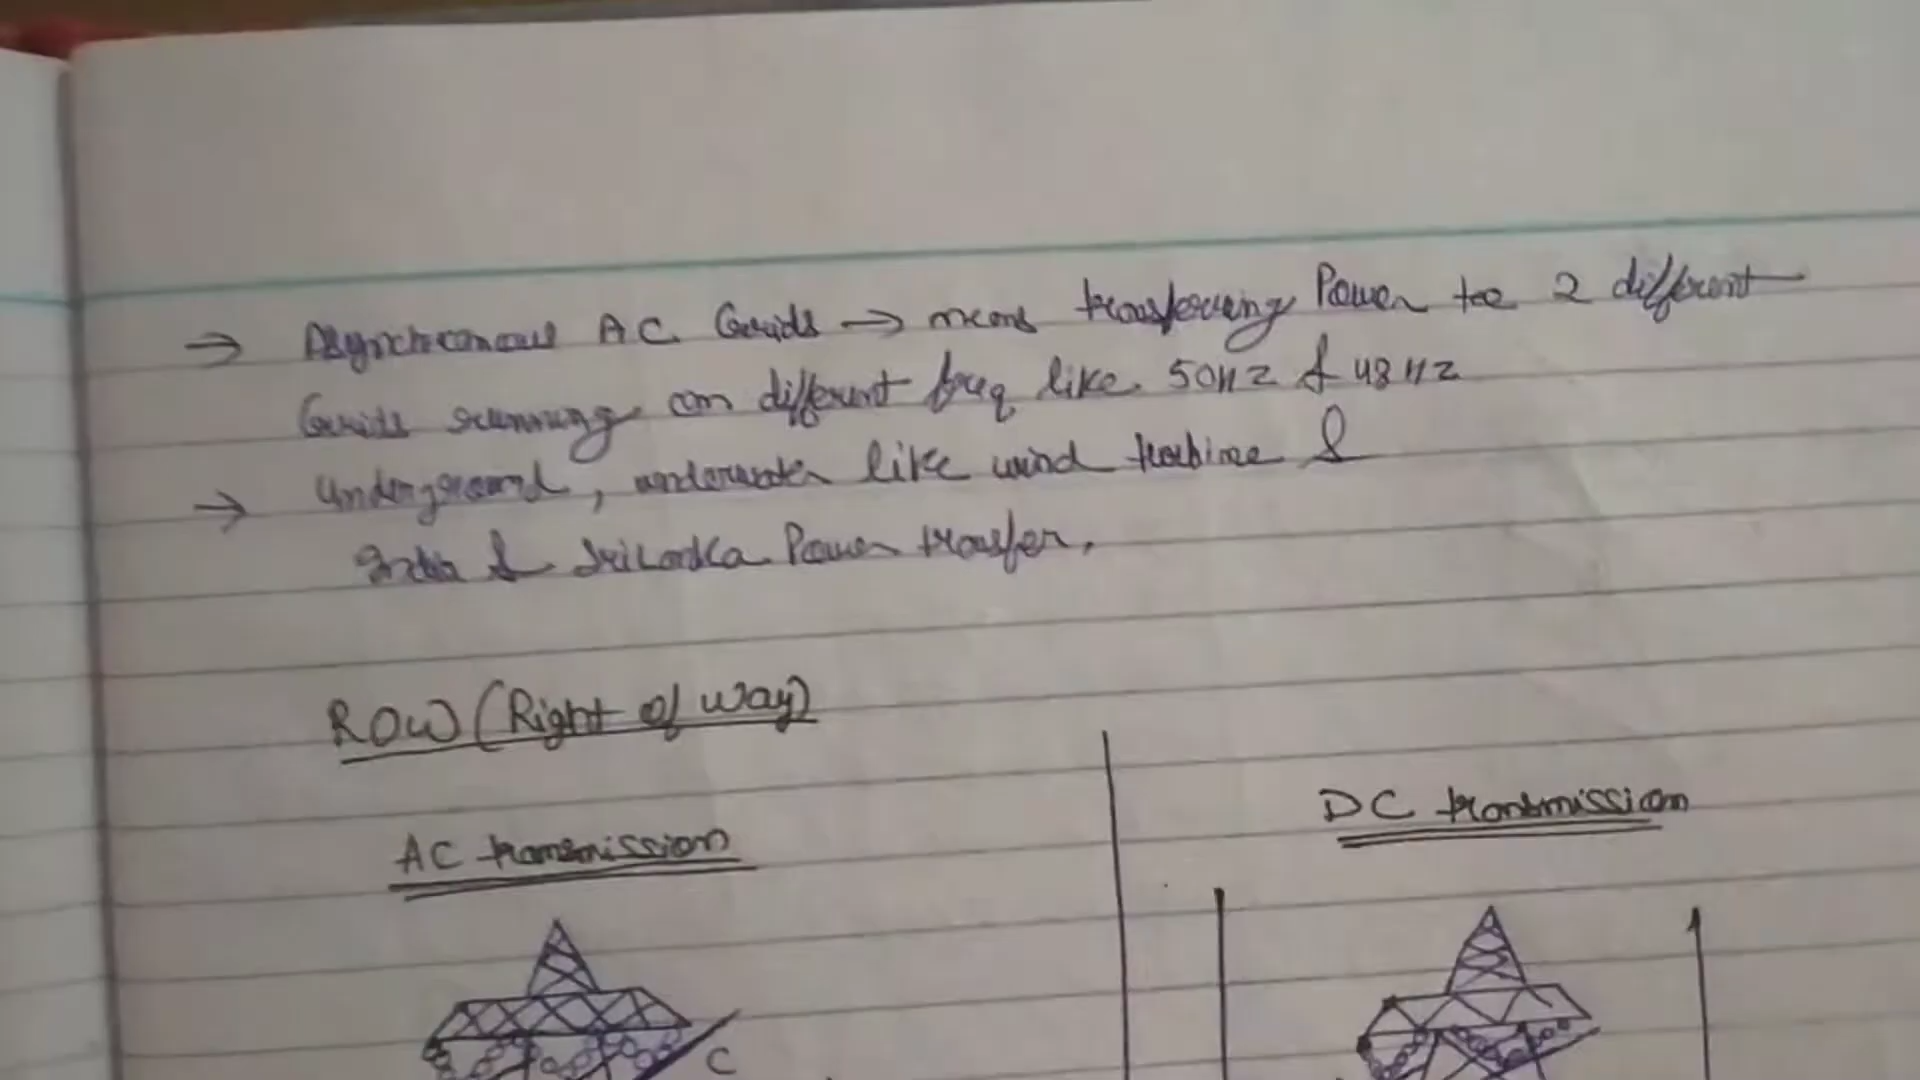 → Asynchronous AC Grids → means transferring Power to 2 different
Grids running on different freq like 50HZ & 48HZ
→ Underground, underwater like wind turbine &
India & SriLanka Power transfer.
ROW (Right of way)
AC transmission
DC transmission
C